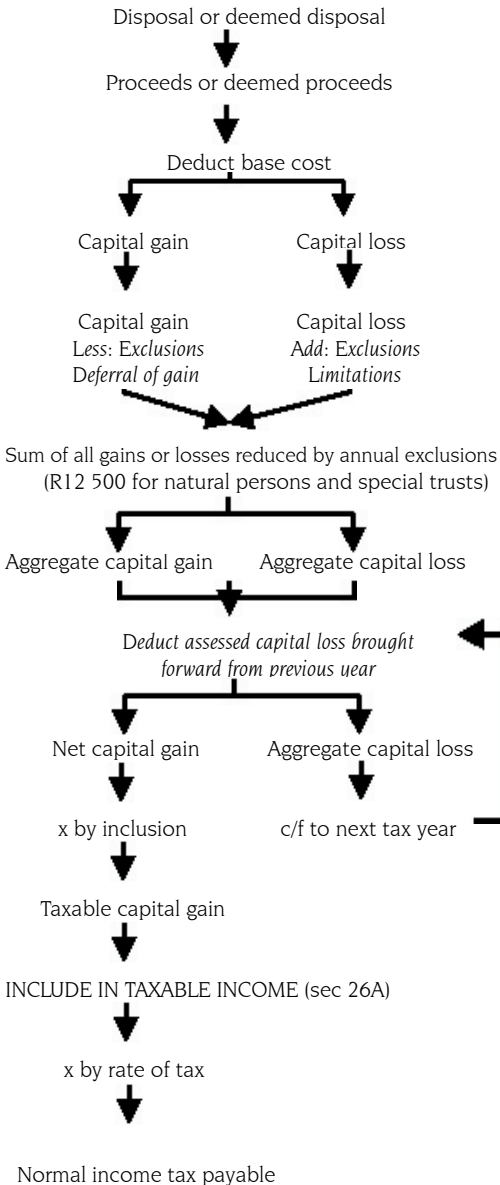 Disposal or deemed disposal
Proceeds or deemed proceeds
Deduct base cost
Capital gain
Capital loss
Capital gain
Less: Exclusions
Deferral of gain
Capital loss
Add: Exclusions
Limitations
Sum of all gains or losses reduced by annual exclusions
(R12 500 for natural persons and special trusts)
Aggregate capital gain
Aggregate capital loss
Deduct assessed capital loss brought
forward from previous year
Net capital gain
Aggregate capital loss
x by inclusion
c/f to next tax year
Taxable capital gain
INCLUDE IN TAXABLE INCOME (sec 26A)
x by rate of tax
Normal income tax payable